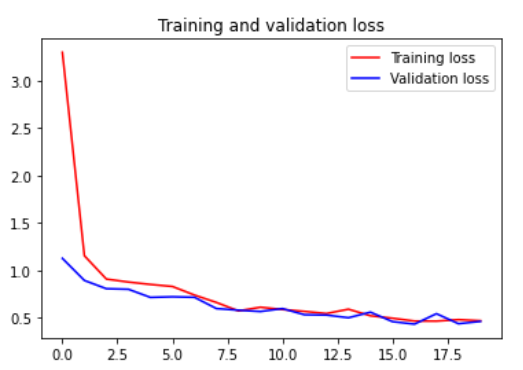 Training and validation loss
Training loss
Validation loss
3.0
2.5
2.0
1.5
1.0
0.5
0.0 2.5 5.0 7.5 10.0 12.5 15.0 17.5